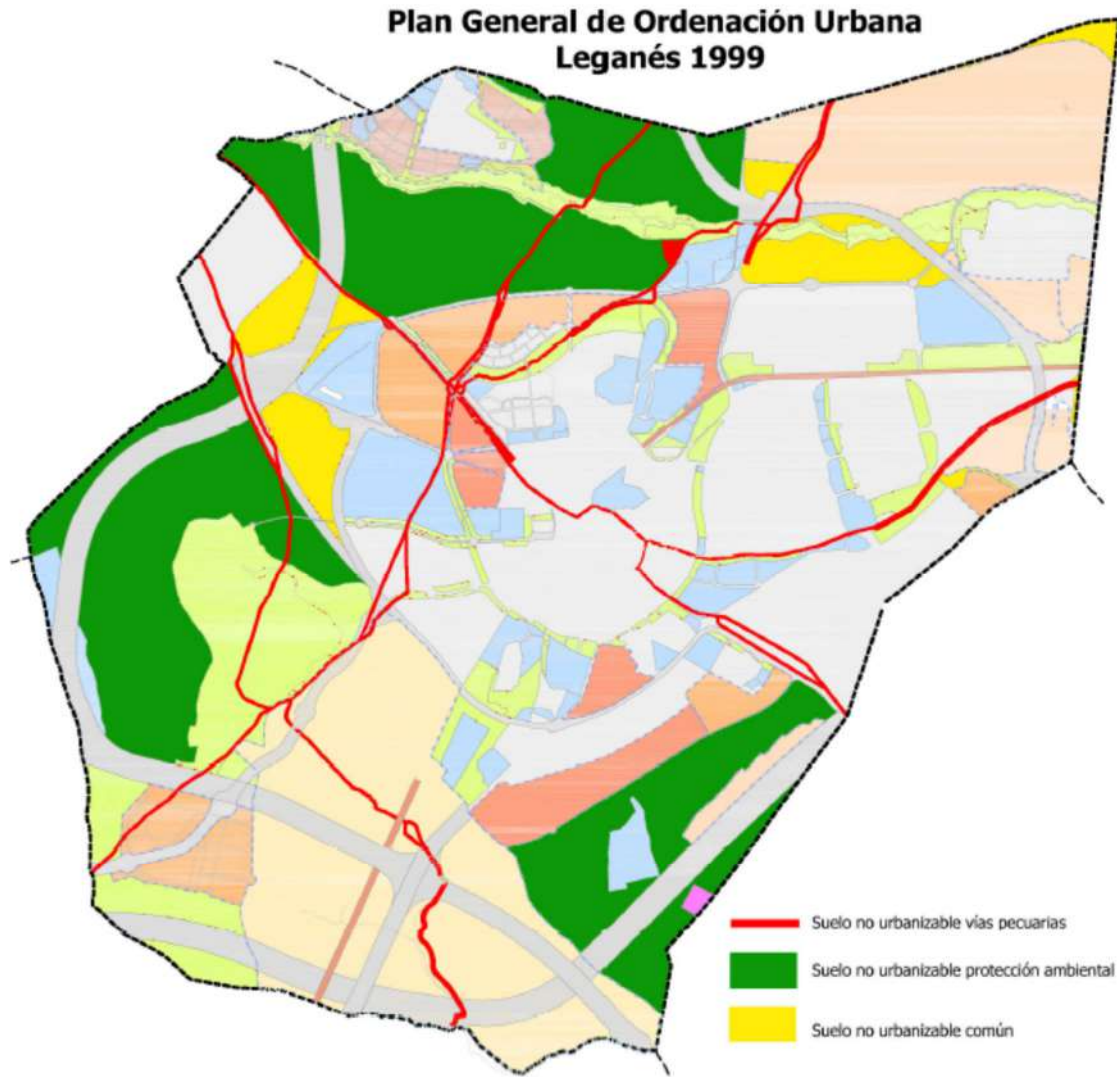 Plan General de Ordenación Urbana
Leganés 1999
Suelo no urbanizable vías pecuarias
Suelo no urbanizable protección ambiental
Suelo no urbanizable común